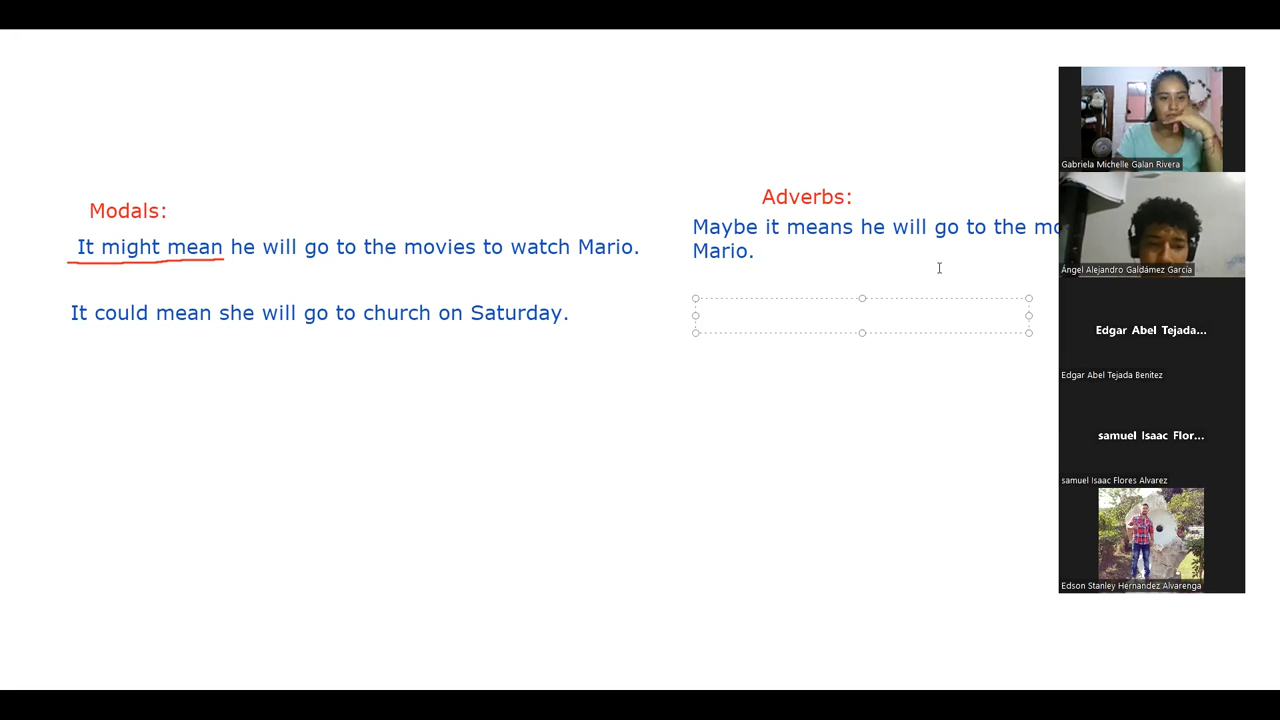 Modals:
It might mean he will go to the movies to watch Mario.
It could mean she will go to church on Saturday.
Adverbs:
Maybe it means he will go to the mo
Mario.
Gabriela Michelle Galan Rivera
Ángel Alejandro Galdámez García
Edgar Abel Tejada...
Edgar Abel Tejada Benítez
samuel Isaac Flor...
samuel Isaac Flores Alvarez
Edson Stanley Hernandez Alvarenga